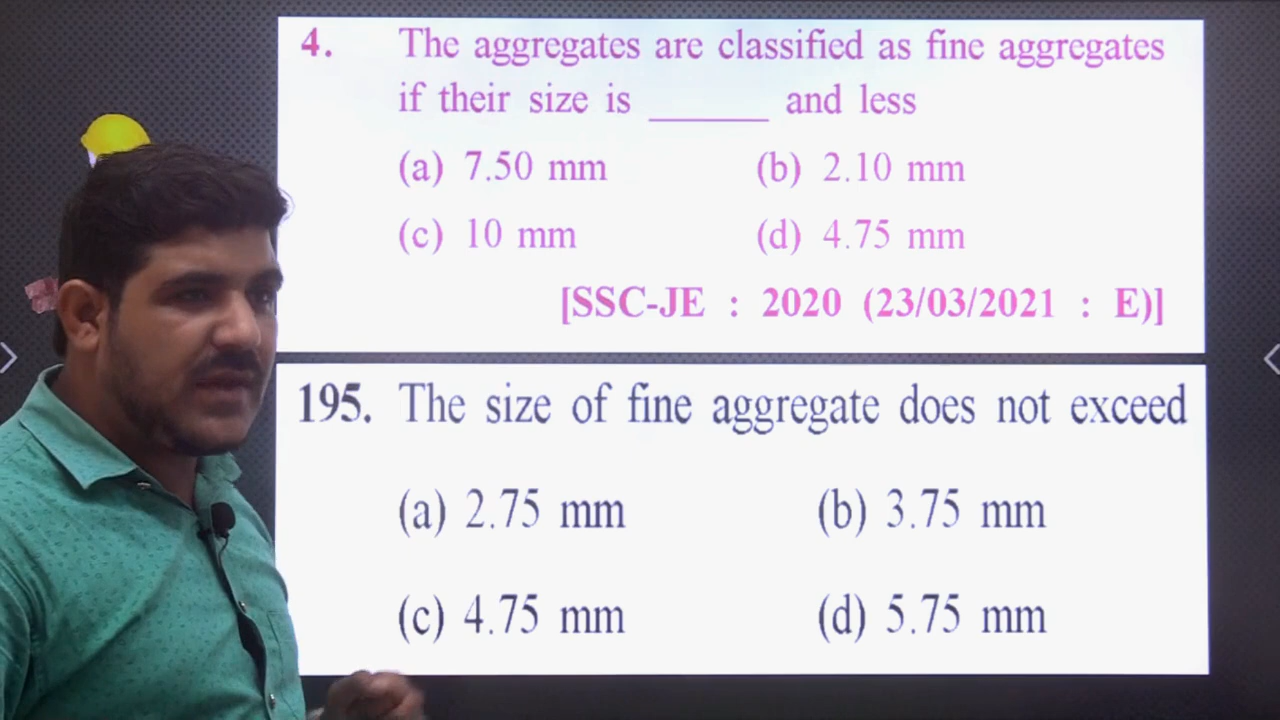 4. The aggregates are classified as fine aggregates
if their size is ______ and less
(a) 7.50 mm (b) 2.10 mm
(c) 10 mm (d) 4.75 mm
[SSC-JE : 2020 (23/03/2021 : E)]
195. The size of fine aggregate does not exceed
(a) 2.75 mm (b) 3.75 mm
(c) 4.75 mm (d) 5.75 mm